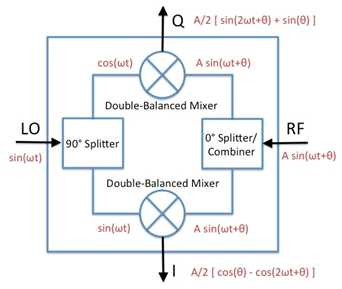 Q A/2 [ sin(2ωt+θ) + sin(θ) ]
cos(ωt)
A sin(ωt+θ)
Double-Balanced Mixer
LO
90° Splitter
0° Splitter/
Combiner
RF
sin(ωt)
A sin(ωt+θ)
Double-Balanced Mixer
sin(ωt)
A sin(ωt+θ)
I A/2 [ cos(θ) - cos(2ωt+θ) ]